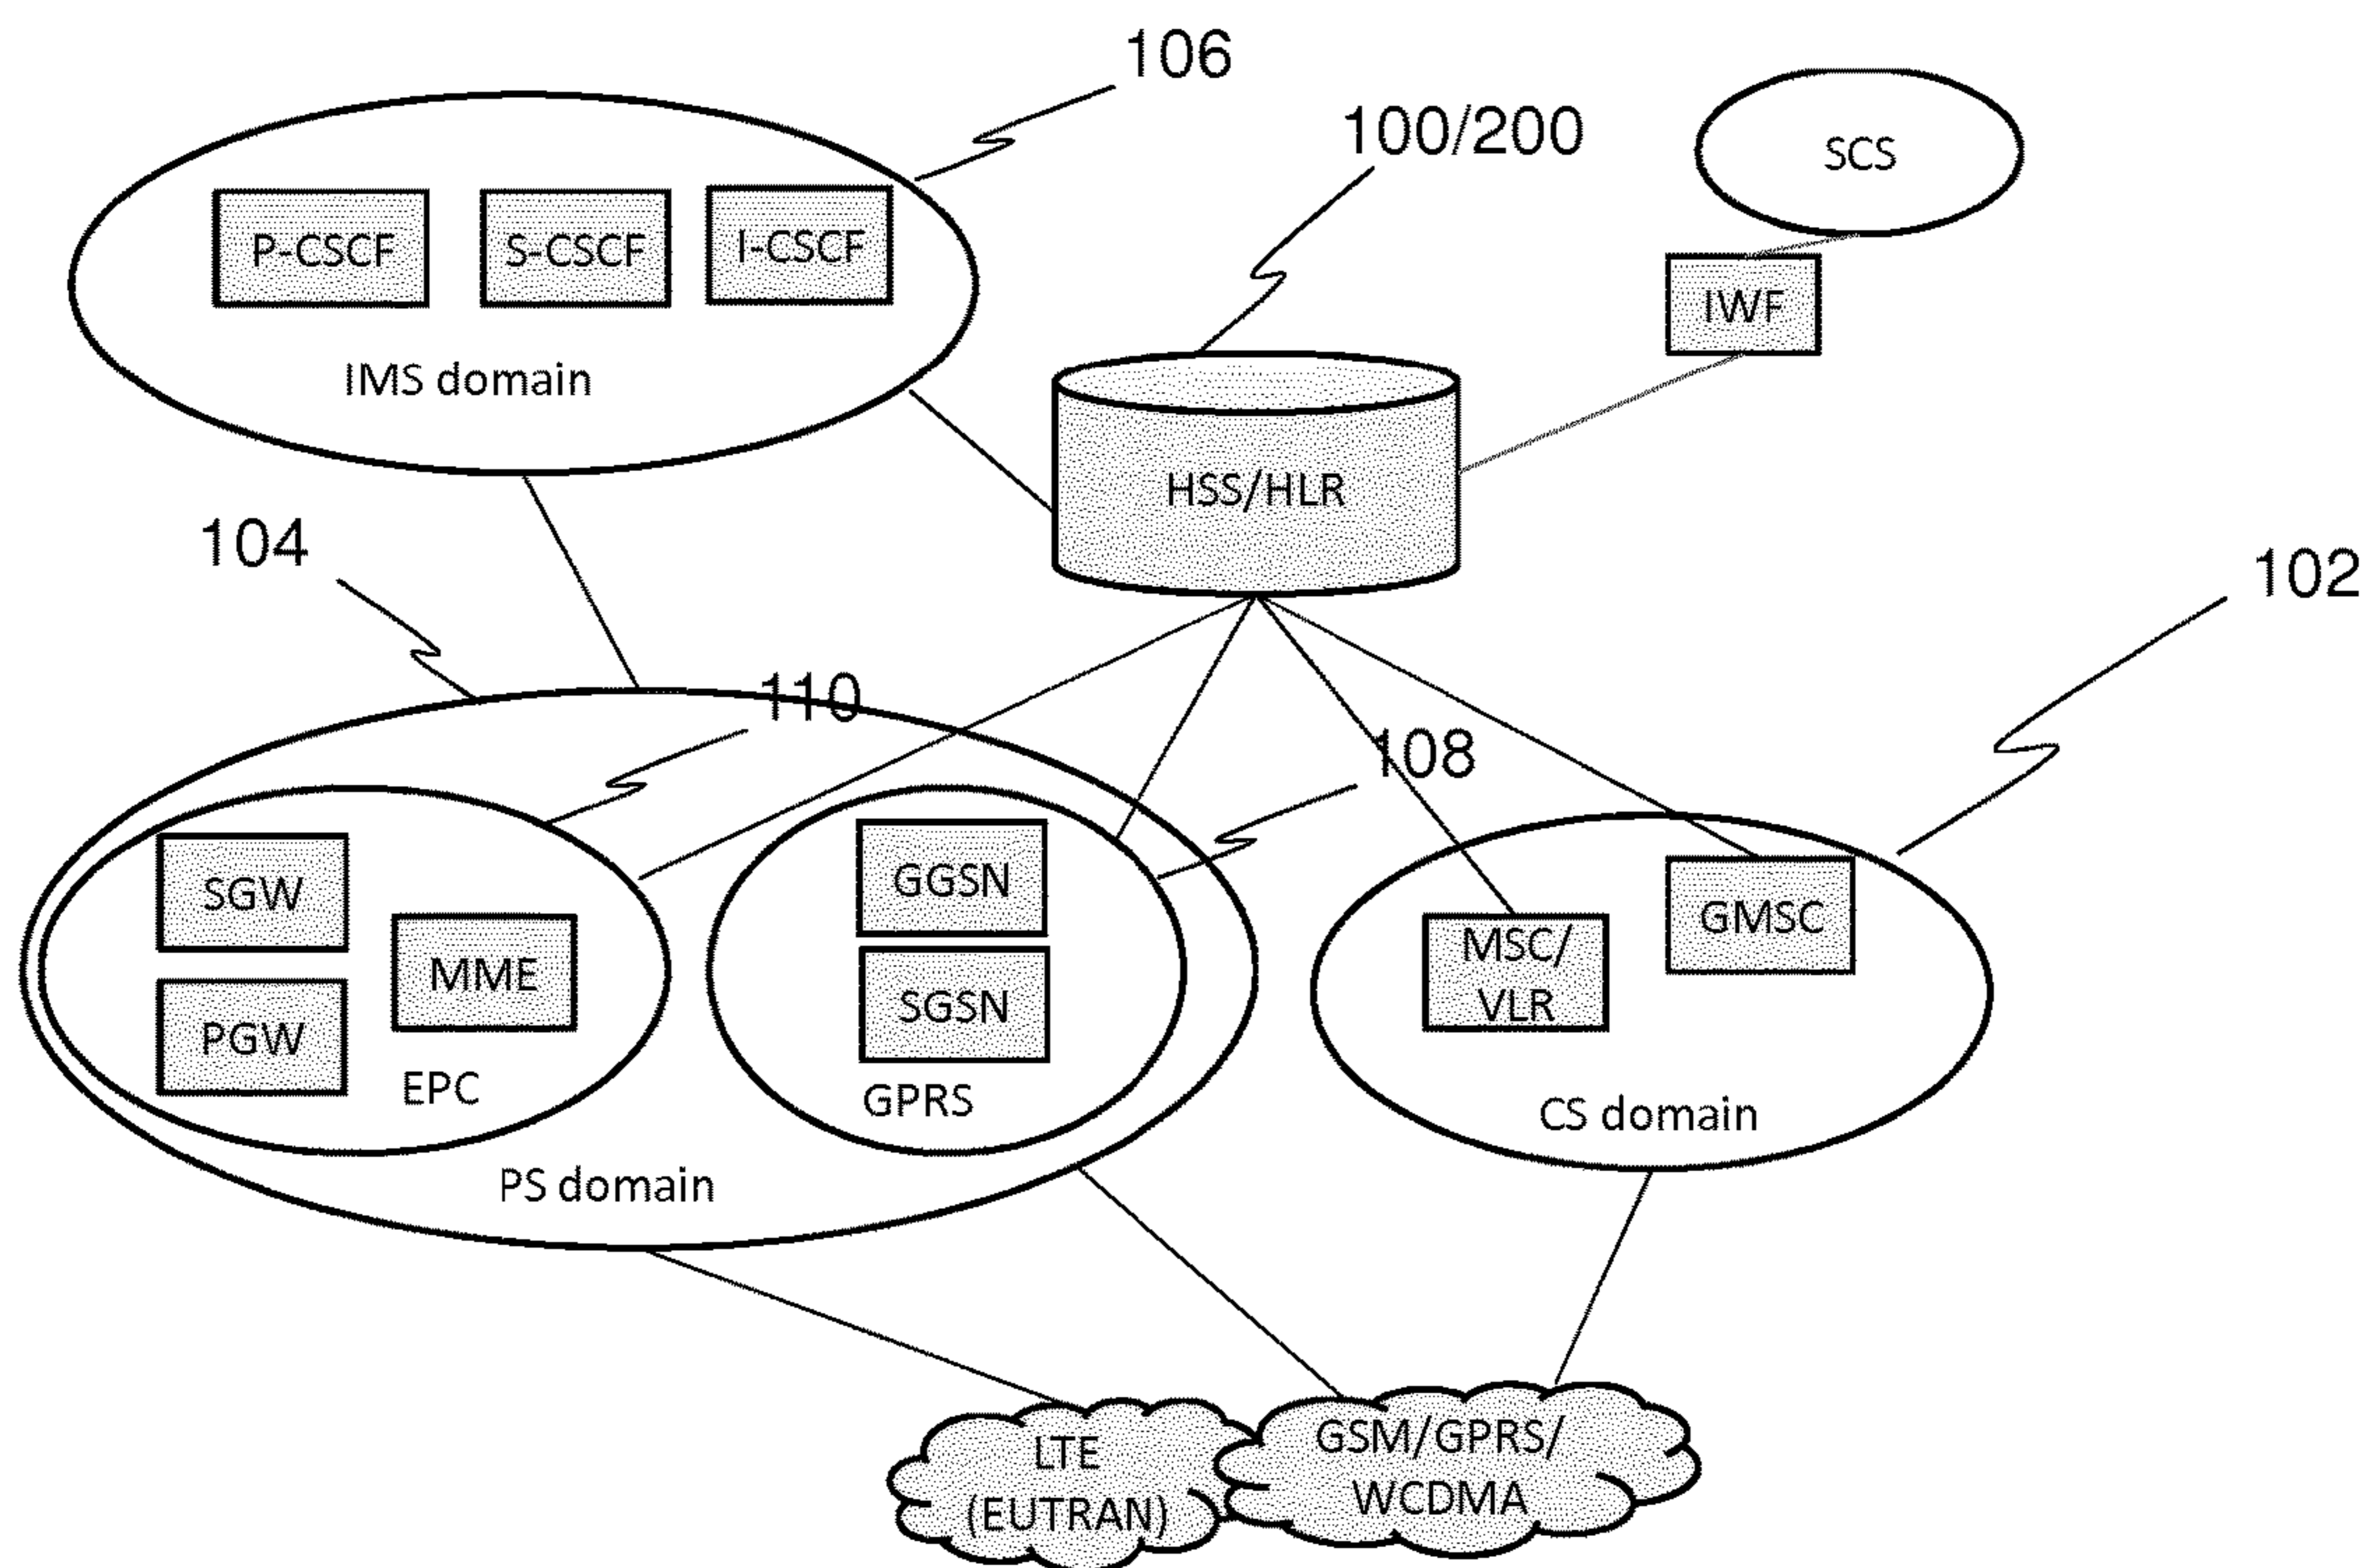 106
100/200
SCS
P-CSCF
S-CSCF
I-CSCF
IWF
IMS domain
HSS/HLR
104
102
110
108
SGW
GGSN
MSC/
VLR
GMSC
MME
SGSN
PGW
EPC
GPRS
CS domain
PS domain
LTE
(EUTRAN)
GSM/GPRS/
WCDMA